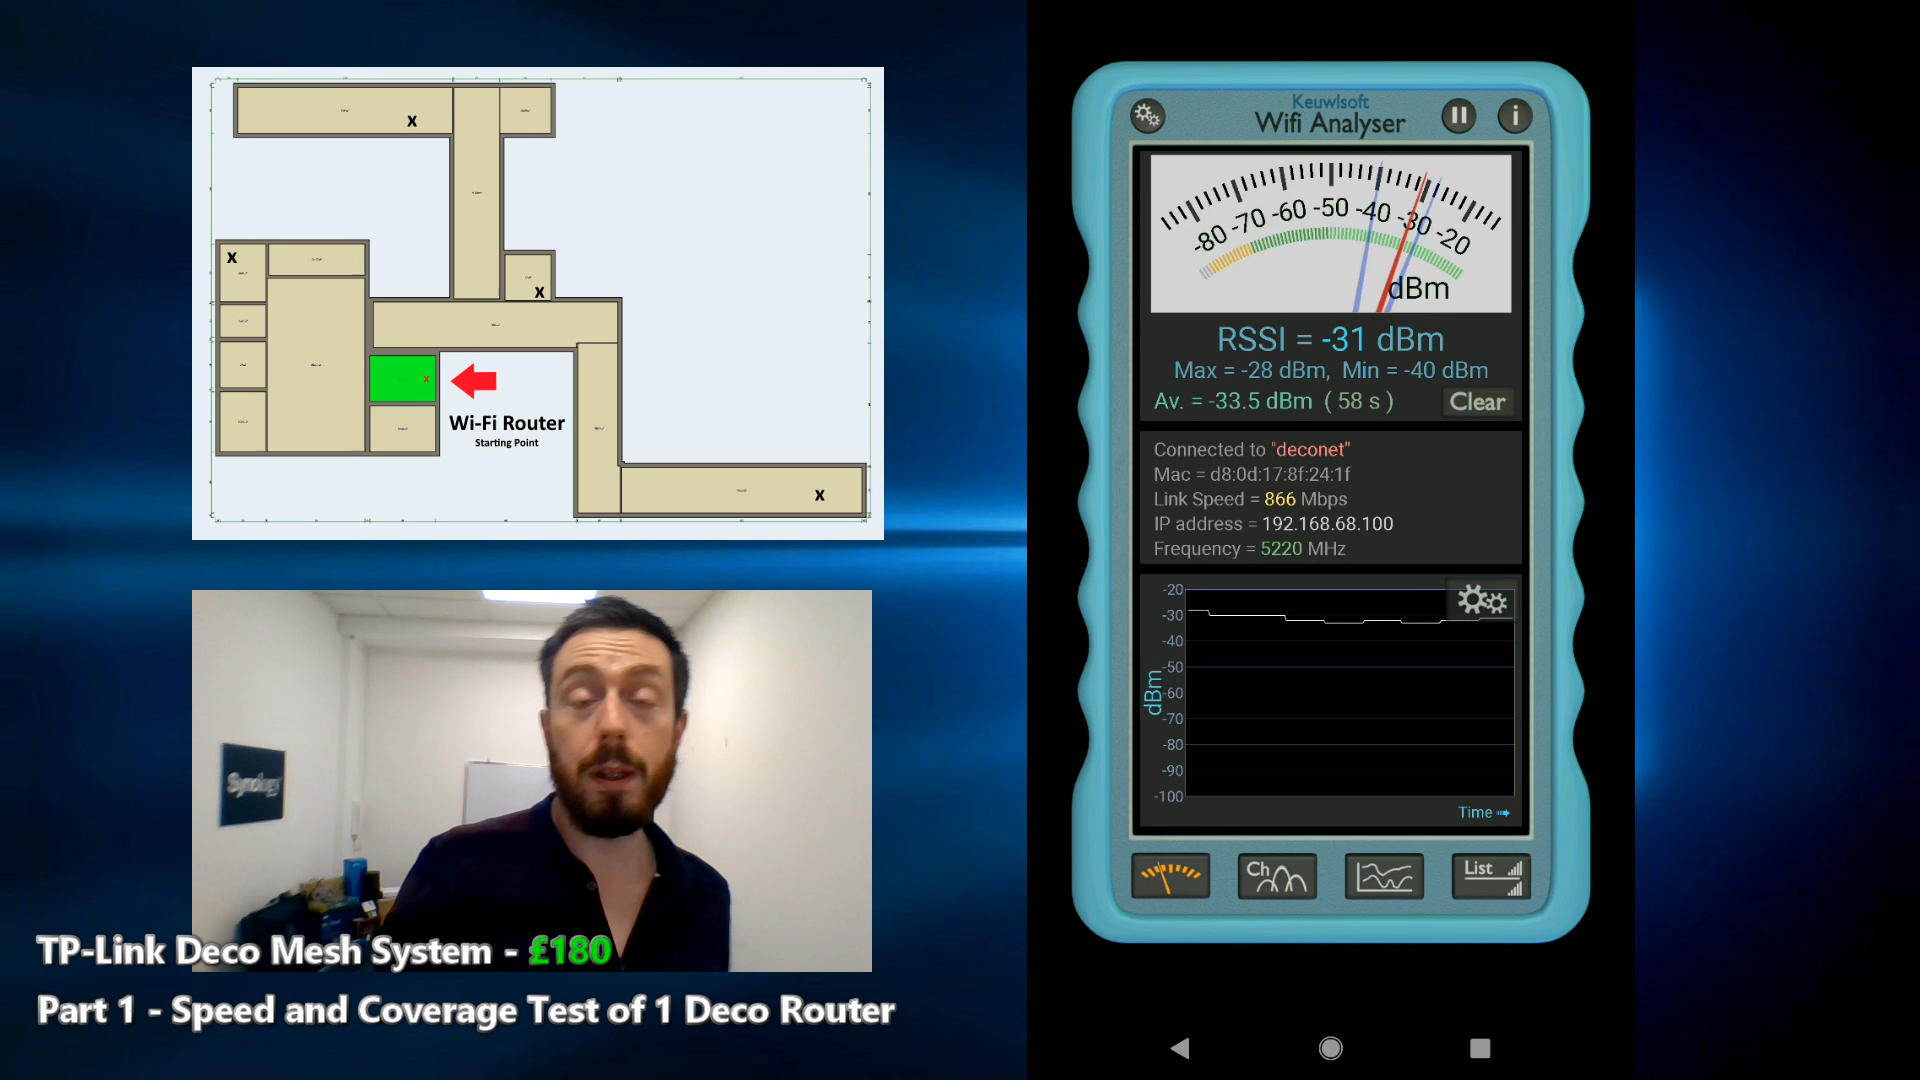 x
x
x
x
x
Wi-Fi Router
Starting Point
Synology
TP-Link Deco Mesh System - £180
Part 1 - Speed and Coverage Test of 1 Deco Router
Keuwlsoft
Wifi Analyser
i
-80 -70 -60 -50 -40 -30 -20
dBm
RSSI = -31 dBm
Max = -28 dBm, Min = -40 dBm
Av. = -33.5 dBm ( 58 s )
Clear
Connected to "deconet"
Mac = d8:0d:17:8f:24:1f
Link Speed = 866 Mbps
IP address = 192.168.68.100
Frequency = 5220 MHz
-20
-30
-40
-50
-60
-70
-80
-90
-100
dBm
Time
Ch
List